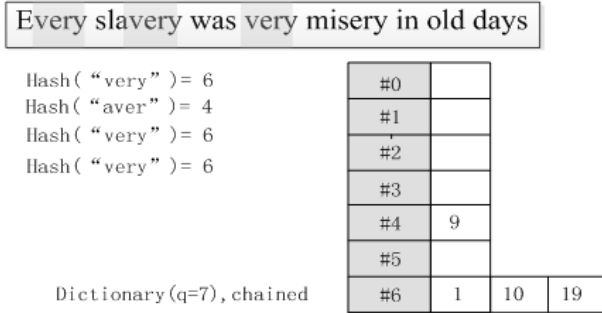 Every slavery was very misery in old days
Hash(“very”)= 6
Hash(“aver”)= 4
Hash(“very”)= 6
Hash(“very”)= 6
#0
#1
#2
#3
#4 9
#5
Dictionary(q=7),chained
#6 1 10 19